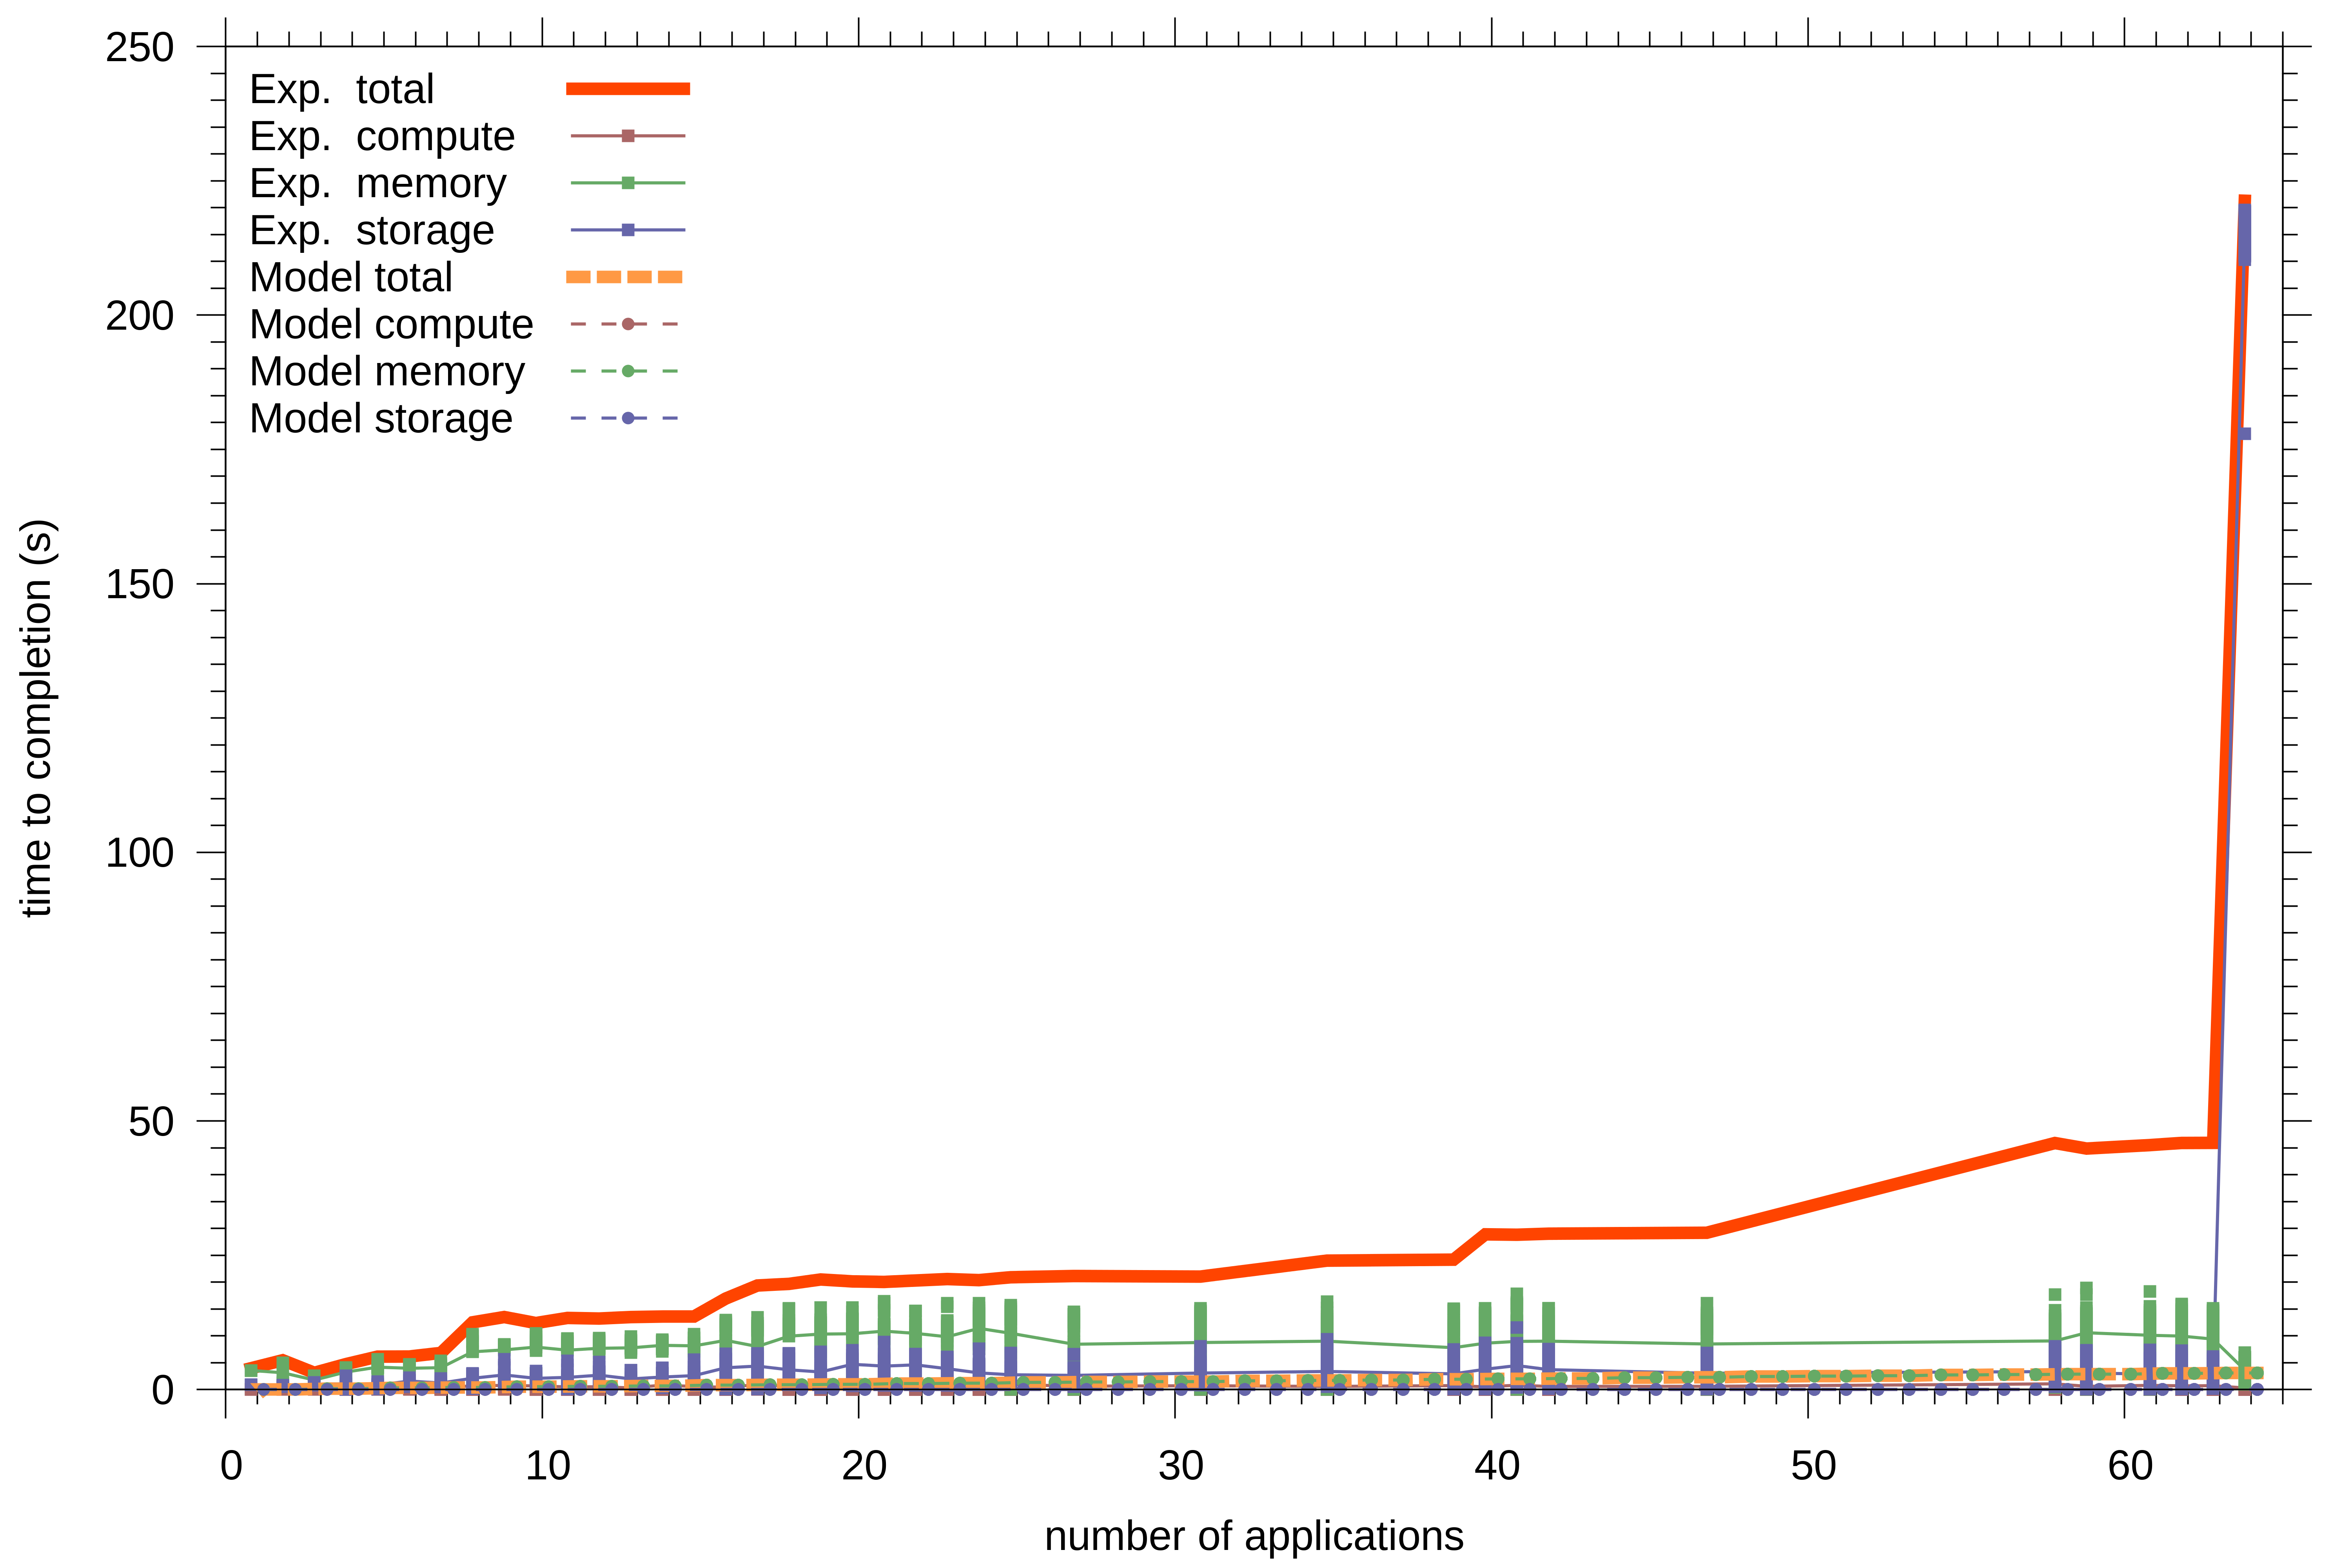 250
200
150
100
50
0
time to completion (s)
Exp.  total
Exp.  compute
Exp.  memory
Exp.  storage
Model total
Model compute
Model memory
Model storage
0 10 20 30 40 50 60
number of applications